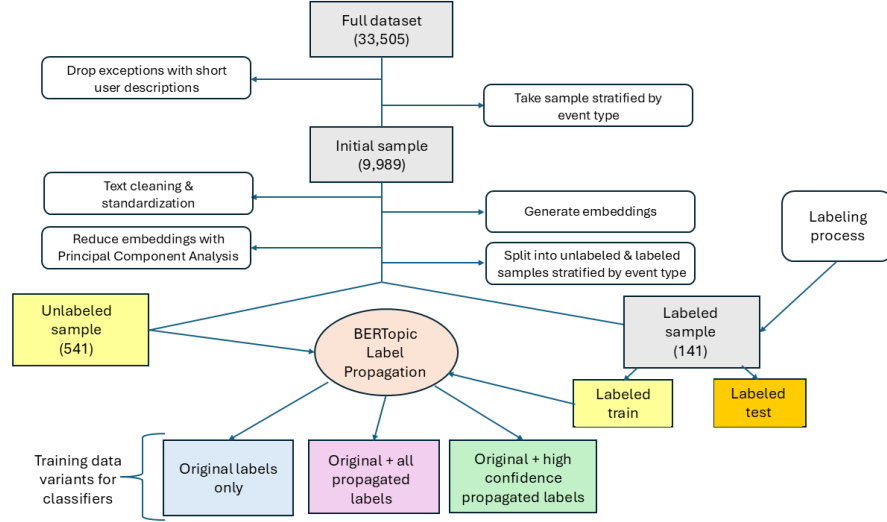 Full dataset
(33,505)
Drop exceptions with short
user descriptions
Take sample stratified by
event type
Initial sample
(9,989)
Text cleaning &
standardization
Generate embeddings
Labeling
process
Reduce embeddings with
Principal Component Analysis
Split into unlabeled & labeled
samples stratified by event type
Unlabeled
sample
(541)
BERTopic
Label
Propagation
Labeled
sample
(141)
Labeled
train
Labeled
test
Training data
variants for
classifiers
Original labels
only
Original + all
propagated
labels
Original + high
confidence
propagated labels